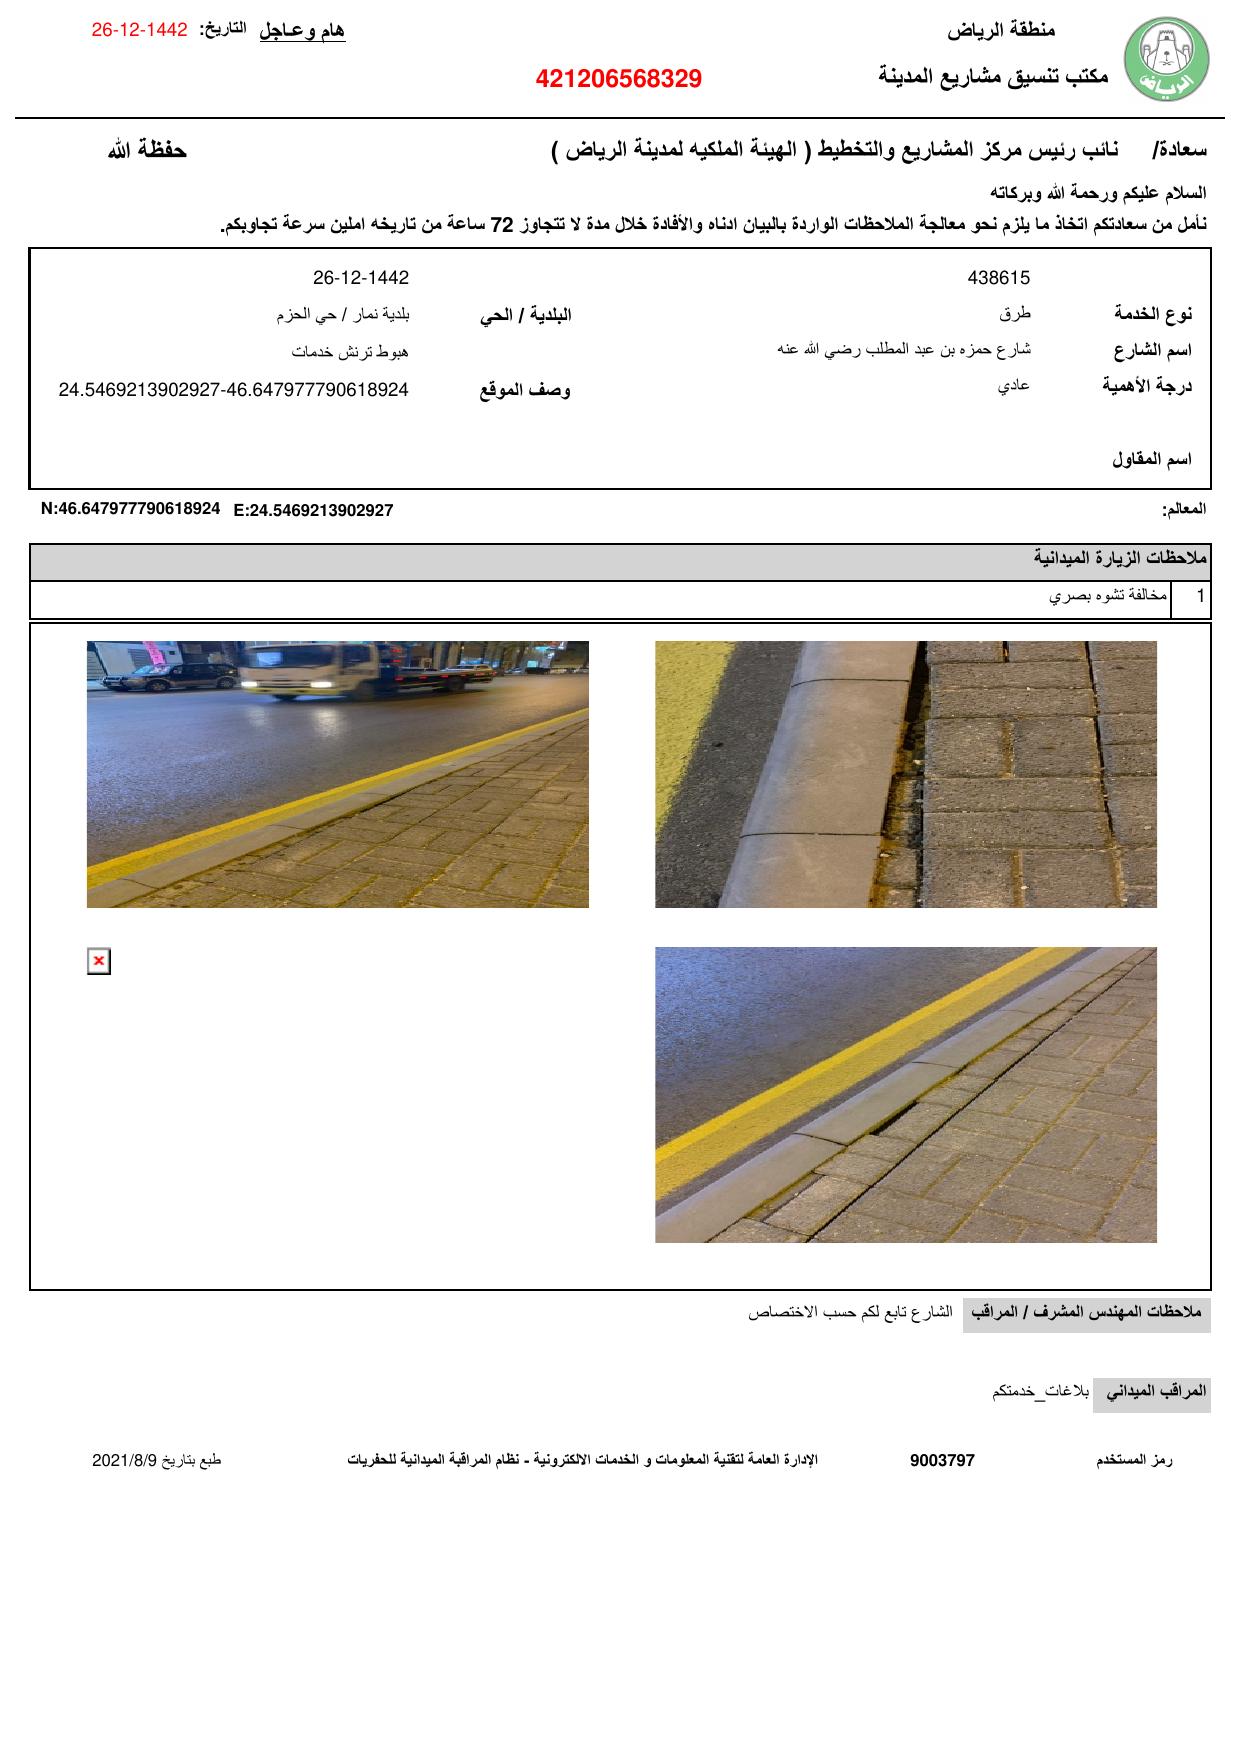 منطقة الرياض
هام وعـاجل التاريخ: 26-12-1442
مكتب تنسيق مشاريع المدينة
421206568329
الرياض
سعادة/ نائب رئيس مركز المشاريع والتخطيط ( الهيئة الملكيه لمدينة الرياض ) حفظة الله
السلام عليكم ورحمة الله وبركاته
نأمل من سعادتكم اتخاذ ما يلزم نحو معالجة الملاحظات الواردة بالبيان ادناه والأفادة خلال مدة لا تتجاوز 72 ساعة من تاريخه املين سرعة تجاوبكم.
438615 26-12-1442
نوع الخدمة طرق البلدية / الحي بلدية نمار / حي الحزم
اسم الشارع شارع حمزه بن عبد المطلب رضي الله عنه هبوط ترنش خدمات
درجة الأهمية عادي وصف الموقع 24.5469213902927-46.647977790618924
اسم المقاول
المعالم: N:46.647977790618924 E:24.5469213902927
ملاحظات الزيارة الميدانية
1 مخالفة تشوه بصري
ملاحظات المهندس المشرف / المراقب الشارع تابع لكم حسب الاختصاص
المراقب الميداني بلاغات_خدمتكم
رمز المستخدم 9003797 الإدارة العامة لتقنية المعلومات و الخدمات الالكترونية - نظام المراقبة الميدانية للحفريات طبع بتاريخ 2021/8/9